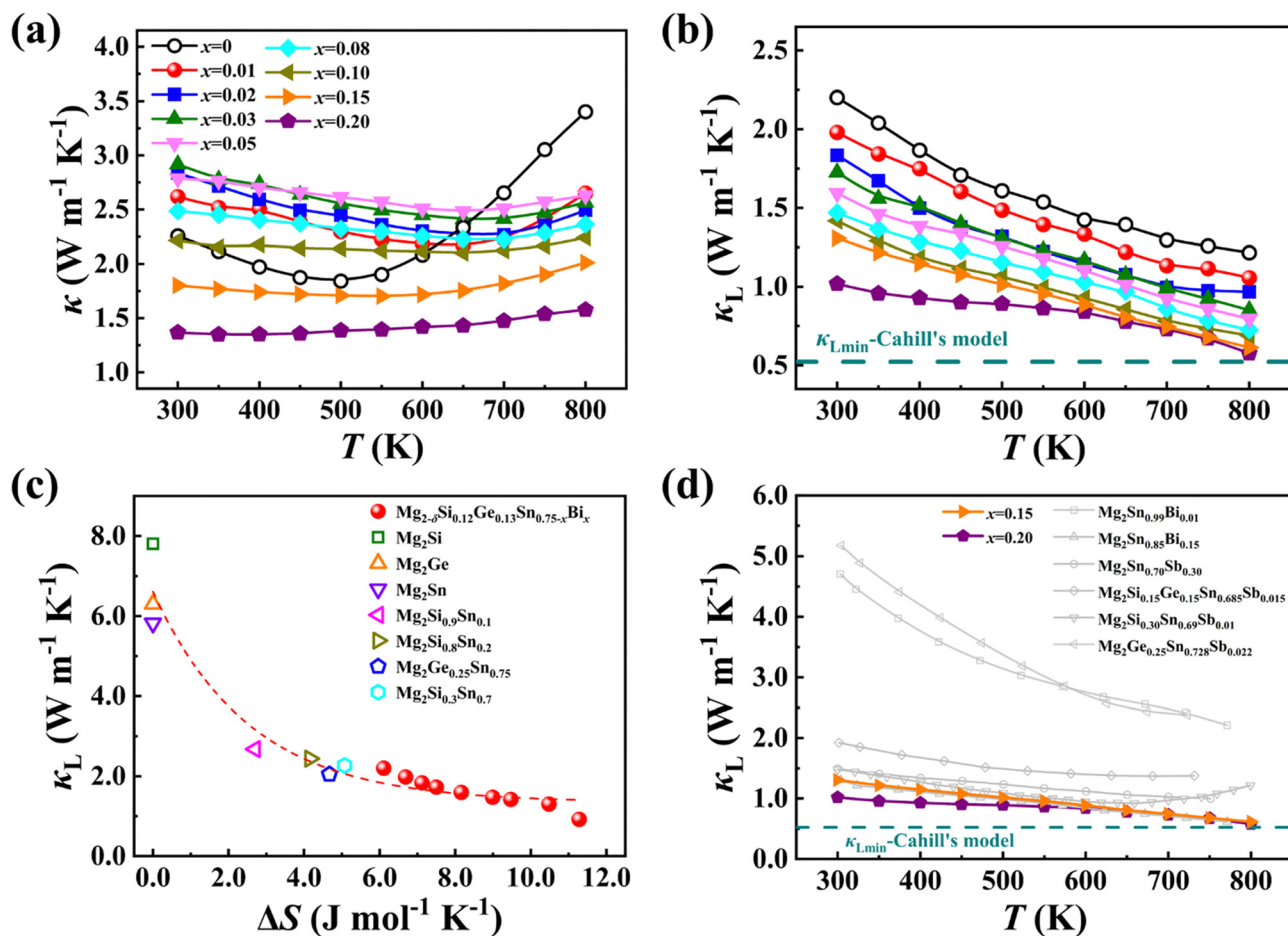 (a)
κ (W m⁻¹ K⁻¹)
4.0
3.5
3.0
2.5
2.0
1.5
1.0
x=0
x=0.01
x=0.02
x=0.03
x=0.05
x=0.08
x=0.10
x=0.15
x=0.20
300 400 500 600 700 800
T (K)
(b)
κL (W m⁻¹ K⁻¹)
2.5
2.0
1.5
1.0
0.5
κLmin-Cahill's model
300 400 500 600 700 800
T (K)
(c)
κL (W m⁻¹ K⁻¹)
8.0
6.0
4.0
2.0
0.0
Mg2-δSi0.12Ge0.13Sn0.75-xBix
Mg2Si
Mg2Ge
Mg2Sn
Mg2Si0.9Sn0.1
Mg2Si0.8Sn0.2
Mg2Ge0.25Sn0.75
Mg2Si0.3Sn0.7
0.0 2.0 4.0 6.0 8.0 10.0 12.0
ΔS (J mol⁻¹ K⁻¹)
(d)
κL (W m⁻¹ K⁻¹)
6.0
5.0
4.0
3.0
2.0
1.0
0.0
x=0.15
x=0.20
Mg2Sn0.99Bi0.01
Mg2Sn0.85Bi0.15
Mg2Sn0.70Sb0.30
Mg2Si0.15Ge0.15Sn0.685Sb0.015
Mg2Si0.30Sn0.69Sb0.01
Mg2Ge0.25Sn0.728Sb0.022
κLmin-Cahill's model
300 400 500 600 700 800
T (K)